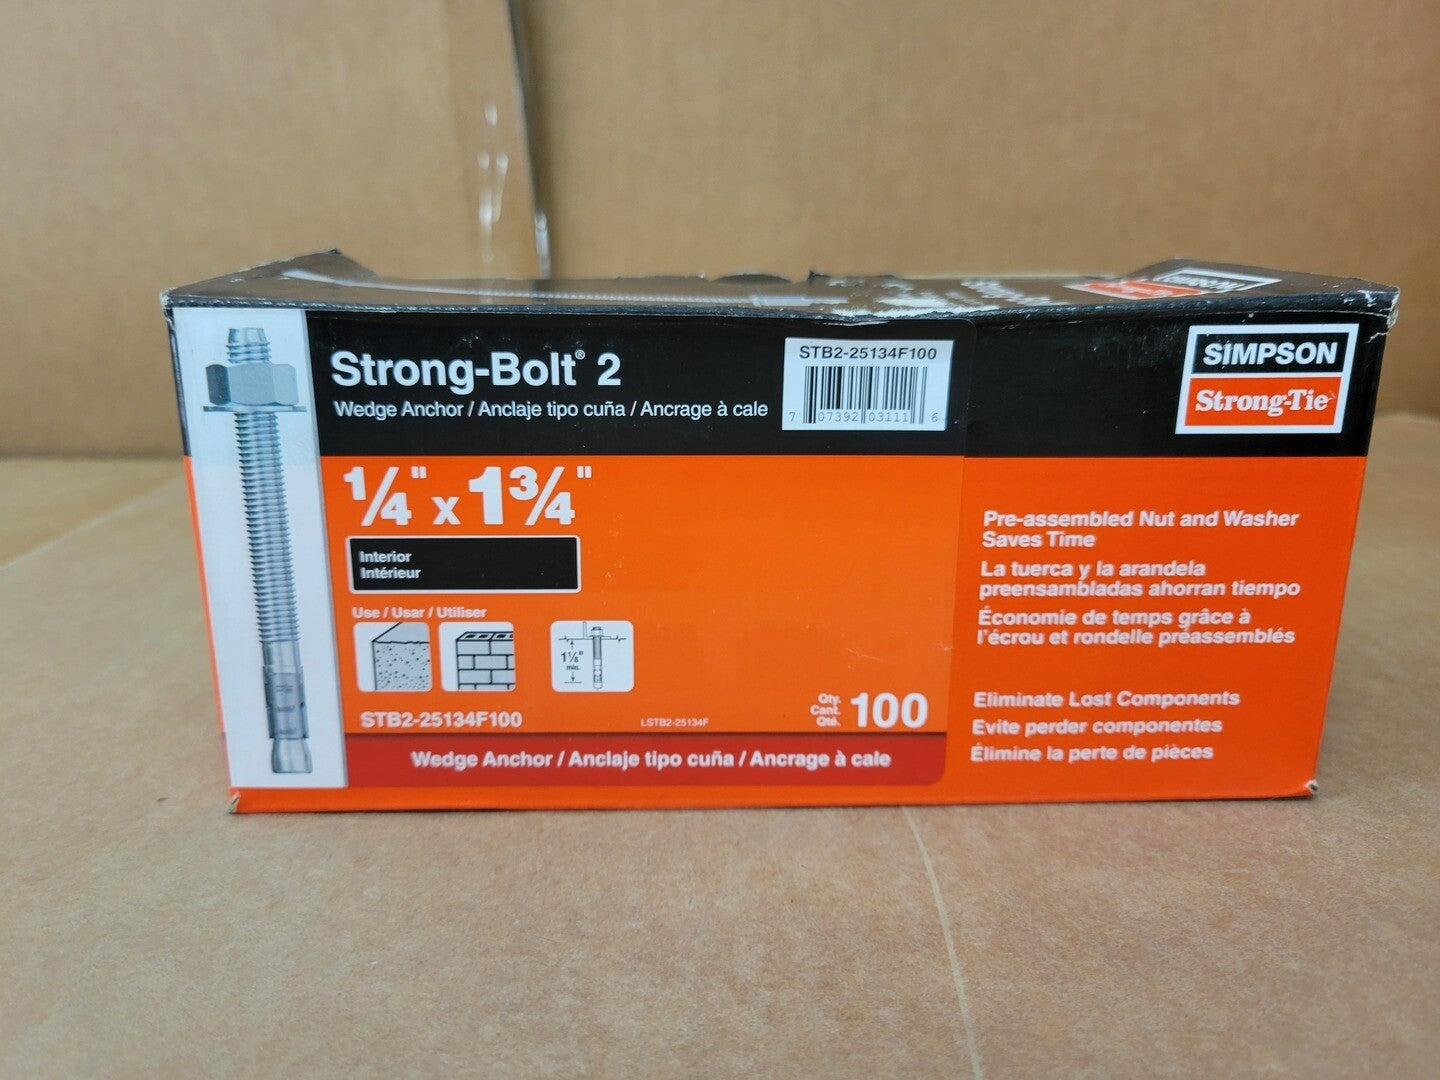 Strong-Bolt® 2
Wedge Anchor / Anclaje tipo cuña / Ancrage à cale
STB2-25134F100
7 07392 03111 6
SIMPSON
Strong-Tie
1/4" x 1 3/4"
Interior
Intérieur
Use / Usar / Utiliser
1 1/8"
min.
STB2-25134F100
LSTB2-25134F
Qty.
Cant.
Qté.
100
Wedge Anchor / Anclaje tipo cuña / Ancrage à cale
Pre-assembled Nut and Washer
Saves Time
La tuerca y la arandela
preensambladas ahorran tiempo
Économie de temps grâce à
l'écrou et rondelle préassemblés
Eliminate Lost Components
Evite perder componentes
Élimine la perte de pièces